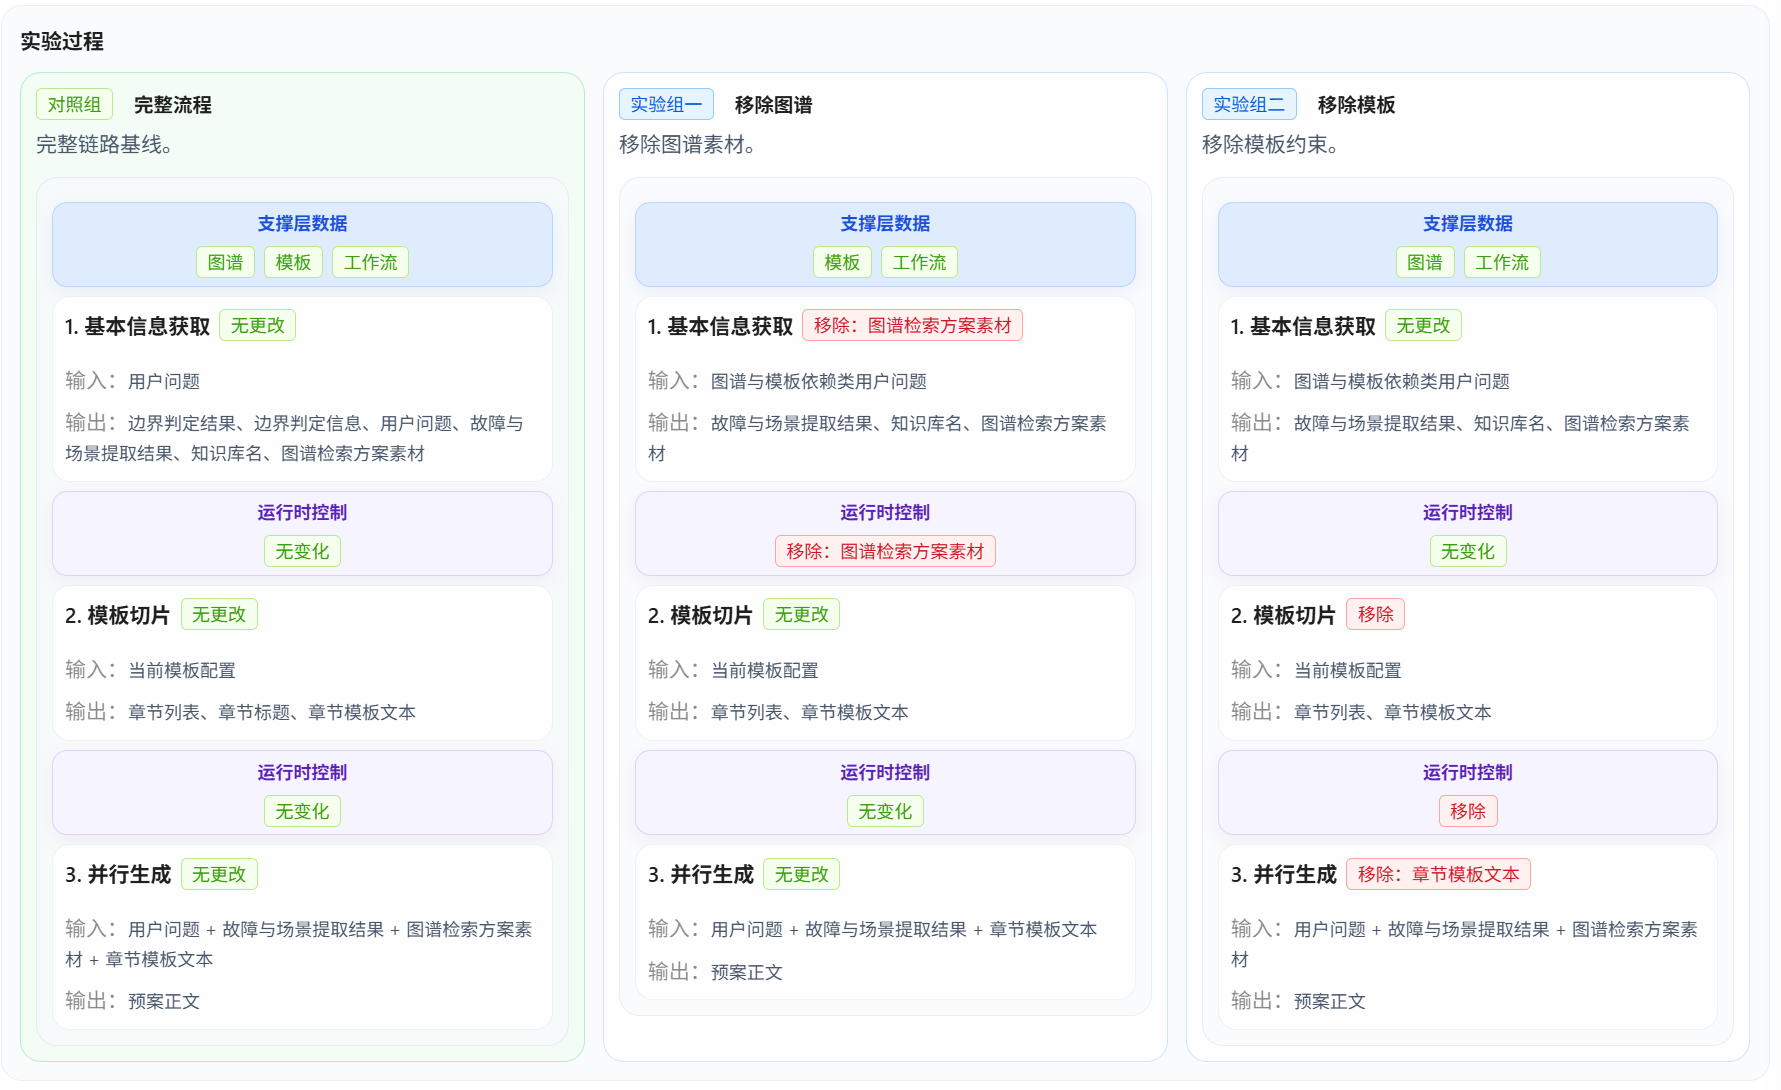 实验过程
对照组 完整流程
完整链路基线。
支撑层数据
图谱 模板 工作流
1. 基本信息获取 无更改
输入：用户问题
输出：边界判定结果、边界判定信息、用户问题、故障与
场景提取结果、知识库名、图谱检索方案素材
运行时控制
无变化
2. 模板切片 无更改
输入：当前模板配置
输出：章节列表、章节标题、章节模板文本
运行时控制
无变化
3. 并行生成 无更改
输入：用户问题 + 故障与场景提取结果 + 图谱检索方案素
材 + 章节模板文本
输出：预案正文
实验组一 移除图谱
移除图谱素材。
支撑层数据
模板 工作流
1. 基本信息获取 移除：图谱检索方案素材
输入：图谱与模板依赖类用户问题
输出：故障与场景提取结果、知识库名、图谱检索方案素
材
运行时控制
移除：图谱检索方案素材
2. 模板切片 无更改
输入：当前模板配置
输出：章节列表、章节模板文本
运行时控制
无变化
3. 并行生成 无更改
输入：用户问题 + 故障与场景提取结果 + 章节模板文本
输出：预案正文
实验组二 移除模板
移除模板约束。
支撑层数据
图谱 工作流
1. 基本信息获取 无更改
输入：图谱与模板依赖类用户问题
输出：故障与场景提取结果、知识库名、图谱检索方案素
材
运行时控制
无变化
2. 模板切片 移除
输入：当前模板配置
输出：章节列表、章节模板文本
运行时控制
移除
3. 并行生成 移除：章节模板文本
输入：用户问题 + 故障与场景提取结果 + 图谱检索方案素
材
输出：预案正文